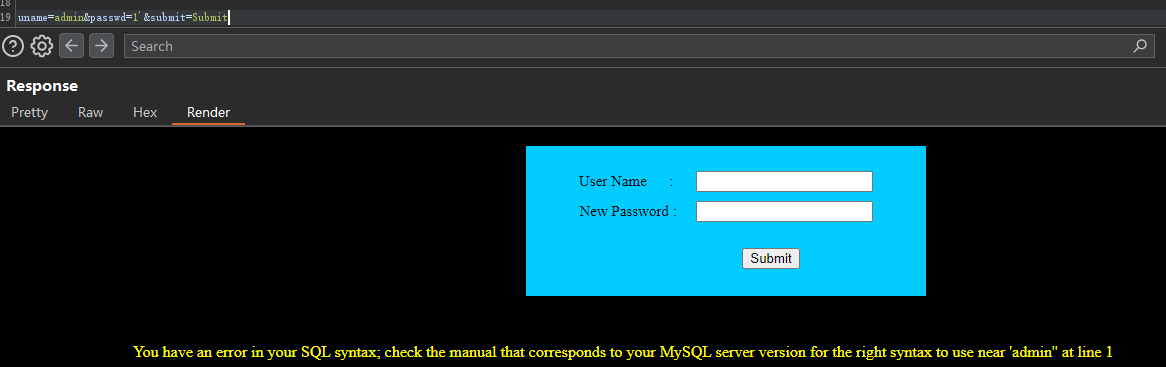 18
19 uname=admin&passwd=1'&submit=Submit
Search
Response
Pretty Raw Hex Render
User Name :
New Password :
Submit
You have an error in your SQL syntax; check the manual that corresponds to your MySQL server version for the right syntax to use near 'admin'' at line 1